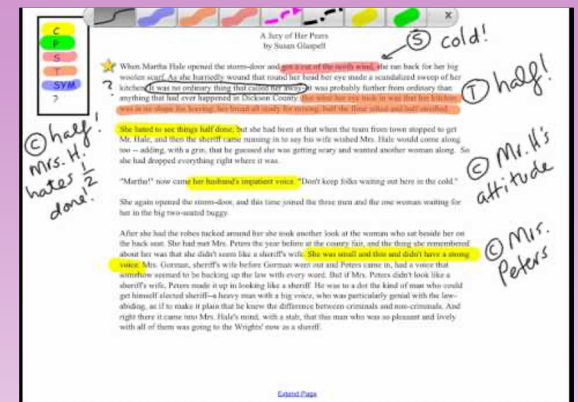 C
P
S
T
SYM
?
A Jury of Her Peers
by Susan Glaspell
S cold!
When Martha Hale opened the storm-door and got a cut of the north wind, she ran back for her big
woolen scarf. As she hurriedly wound that round her head her eye made a scandalized sweep of her
? kitchen. It was no ordinary thing that called her away--it was probably further from ordinary than
anything that had ever happened in Dickson County. But what her eye took in was that her kitchen
was in no shape for leaving: her bread all ready for mixing, half the flour sifted and half unsifted.
T half!
She hated to see things half done; but she had been at that when the team from town stopped to get
Mr. Hale, and then the sheriff came running in to say his wife wished Mrs. Hale would come along
too -- adding, with a grin, that he guessed she was getting scary and wanted another woman along. So
she had dropped everything right where it was.
C half!
Mrs. H.
hates 1/2
done!
"Martha!" now came her husband's impatient voice. "Don't keep folks waiting out here in the cold."
C Mr. H's
attitude
She again opened the storm-door, and this time joined the three men and the one woman waiting for
her in the big two-seated buggy.
After she had the robes tucked around her she took another look at the woman who sat beside her on
the back seat. She had met Mrs. Peters the year before at the county fair, and the thing she remembered
about her was that she didn't seem like a sheriff's wife. She was small and thin and didn't have a strong
voice. Mrs. Gorman, sheriff's wife before Gorman went out and Peters came in, had a voice that
somehow seemed to be backing up the law with every word. But if Mrs. Peters didn't look like a
sheriff's wife, Peters made it up in looking like a sheriff. He was to a dot the kind of man who could
get himself elected sheriff--a heavy man with a big voice, who was particularly genial with the law-
abiding, as if to make it plain that he knew the difference between criminals and non-criminals. And
right there it came into Mrs. Hale's mind, with a stab, that this man who was so pleasant and lively
with all of them was going to the Wrights' now as a sheriff.
C Mrs.
Peters
Extend Page